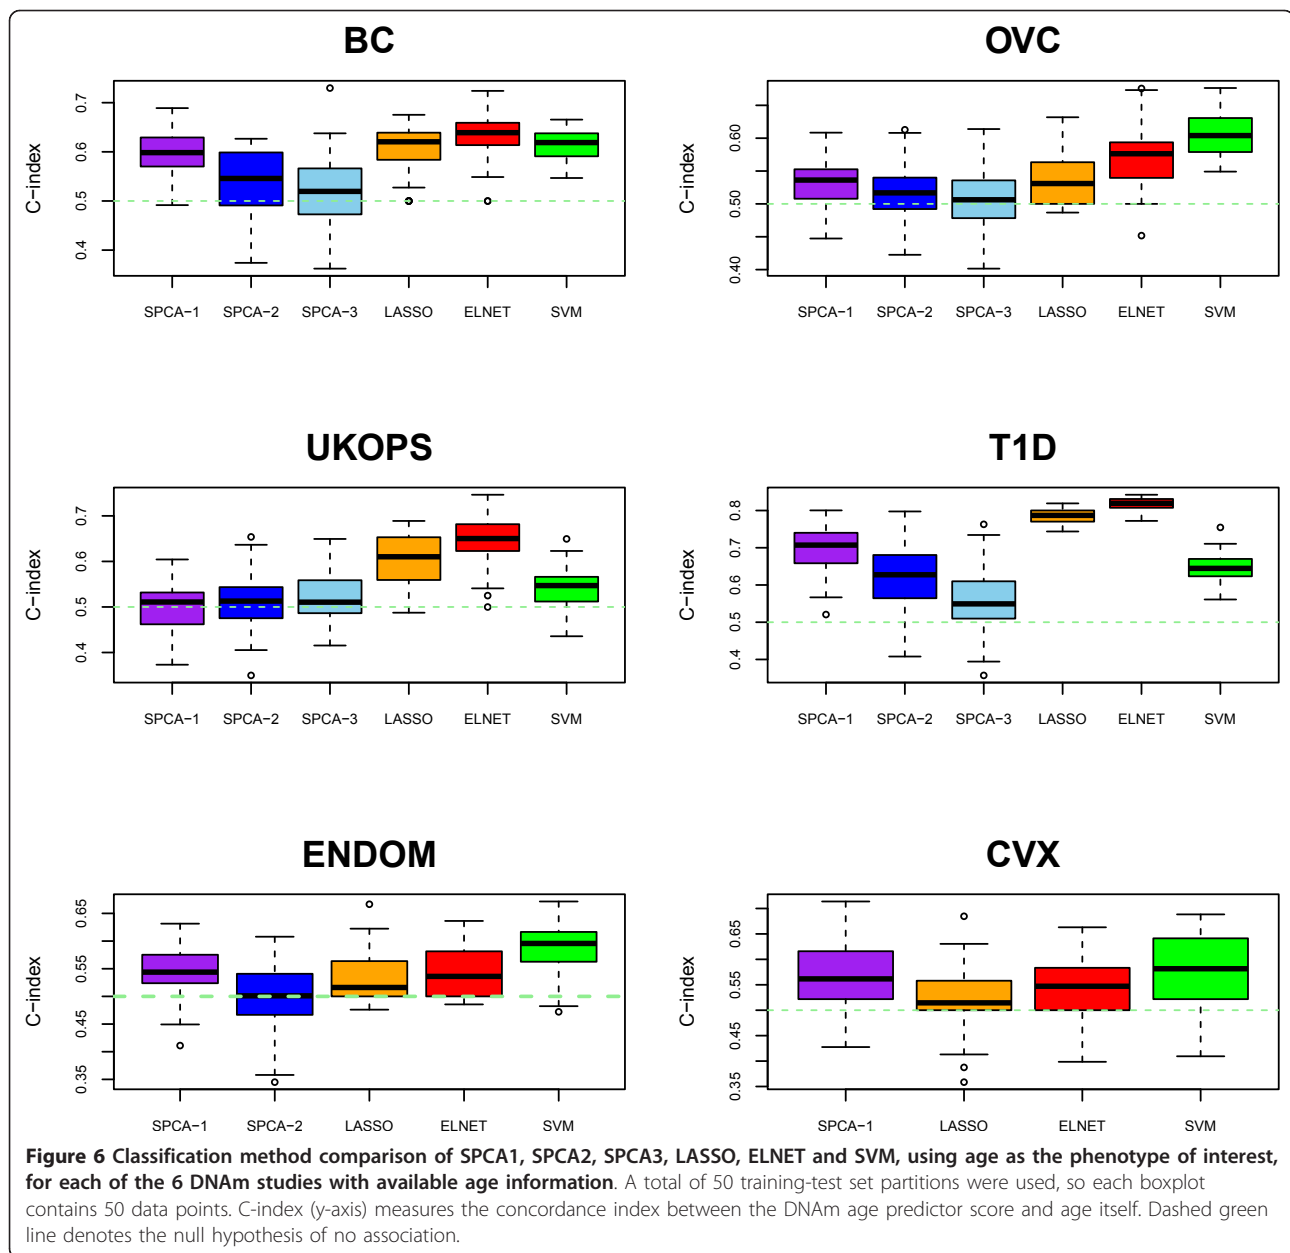 BC
C−index
0.4 0.5 0.6 0.7
SPCA−1 SPCA−2 SPCA−3 LASSO ELNET SVM
OVC
C−index
0.40 0.50 0.60
SPCA−1 SPCA−2 SPCA−3 LASSO ELNET SVM
UKOPS
C−index
0.4 0.5 0.6 0.7
SPCA−1 SPCA−2 SPCA−3 LASSO ELNET SVM
T1D
C−index
0.4 0.5 0.6 0.7 0.8
SPCA−1 SPCA−2 SPCA−3 LASSO ELNET SVM
ENDOM
C−index
0.35 0.45 0.55 0.65
SPCA−1 SPCA−2 LASSO ELNET SVM
CVX
C−index
0.35 0.45 0.55 0.65
SPCA−1 LASSO ELNET SVM
Figure 6 Classification method comparison of SPCA1, SPCA2, SPCA3, LASSO, ELNET and SVM, using age as the phenotype of interest,
for each of the 6 DNAm studies with available age information. A total of 50 training-test set partitions were used, so each boxplot
contains 50 data points. C-index (y-axis) measures the concordance index between the DNAm age predictor score and age itself. Dashed green
line denotes the null hypothesis of no association.